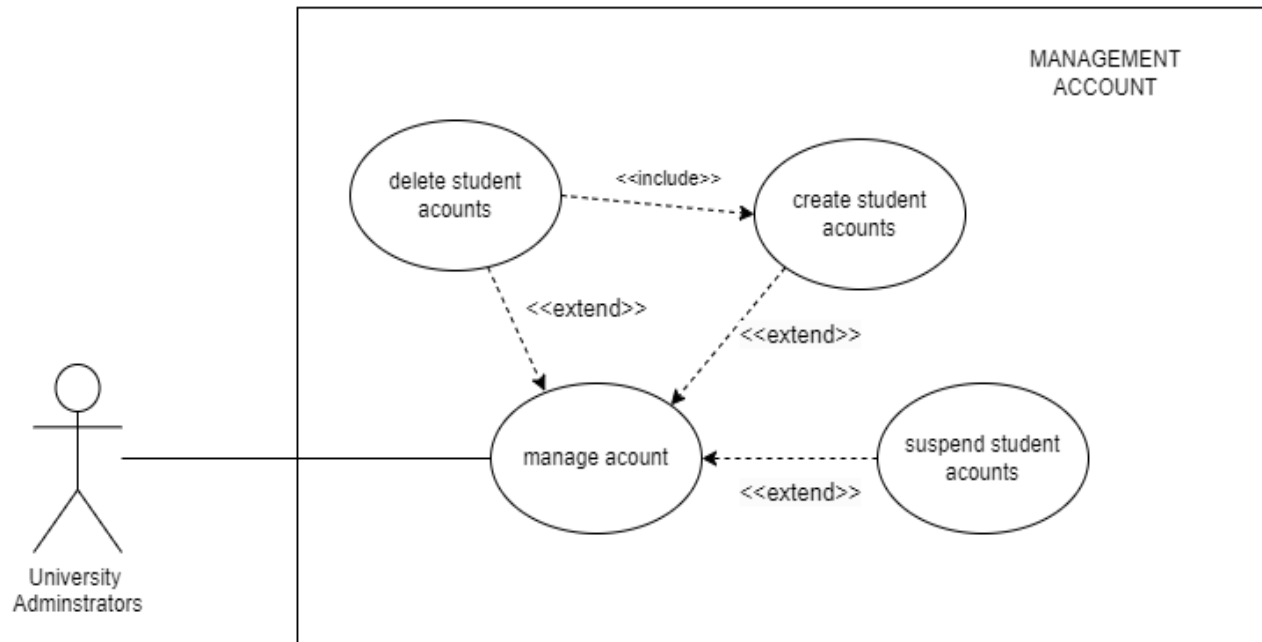 MANAGEMENT
ACCOUNT
delete student
acounts
<<include>>
create student
acounts
<<extend>>
<<extend>>
manage acount
suspend student
acounts
<<extend>>
University
Adminstrators